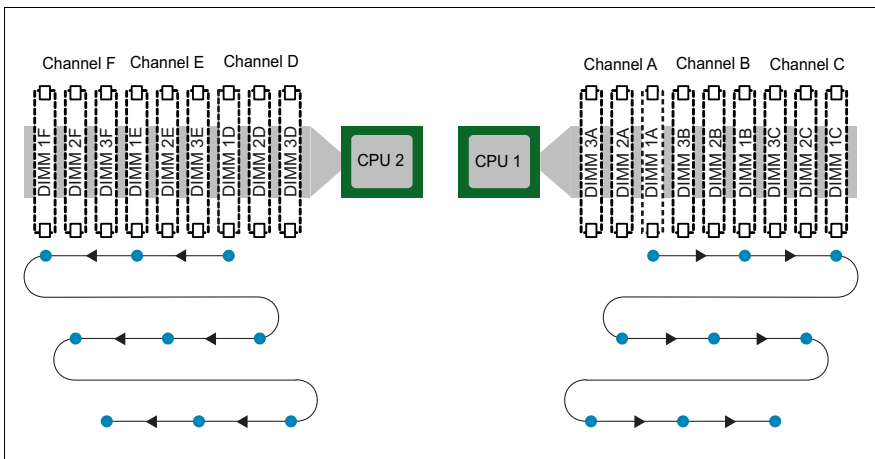 Channel F Channel E Channel D Channel A Channel B Channel C
DIMM 1F
DIMM 2F
DIMM 3F
DIMM 1E
DIMM 2E
DIMM 3E
DIMM 1D
DIMM 2D
DIMM 3D
CPU 2
CPU 1
DIMM 3A
DIMM 2A
DIMM 1A
DIMM 3B
DIMM 2B
DIMM 1B
DIMM 3C
DIMM 2C
DIMM 1C